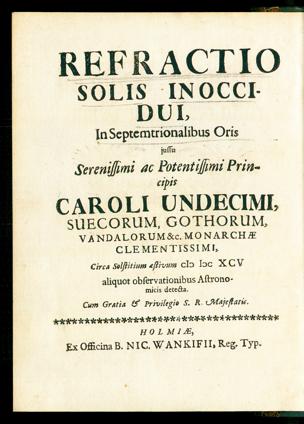 REFRACTIO
SOLIS INOCCI-
DUI,
In Septemtrionalibus Oris
jussu
Serenissimi ac Potentissimi Prin-
cipis
CAROLI UNDECIMI,
SUECORUM, GOTHORUM,
VANDALORUM &c. MONARCHÆ
CLEMENTISSIMI,
Circa Solstitium æstivum cIɔ Iɔc XCV
aliquot observationibus Astrono-
micis detecta.
Cum Gratia & Privilegio S. R. Majestatis.
HOLMIÆ,
Ex Officina B. NIC. WANKIFII, Reg. Typ.